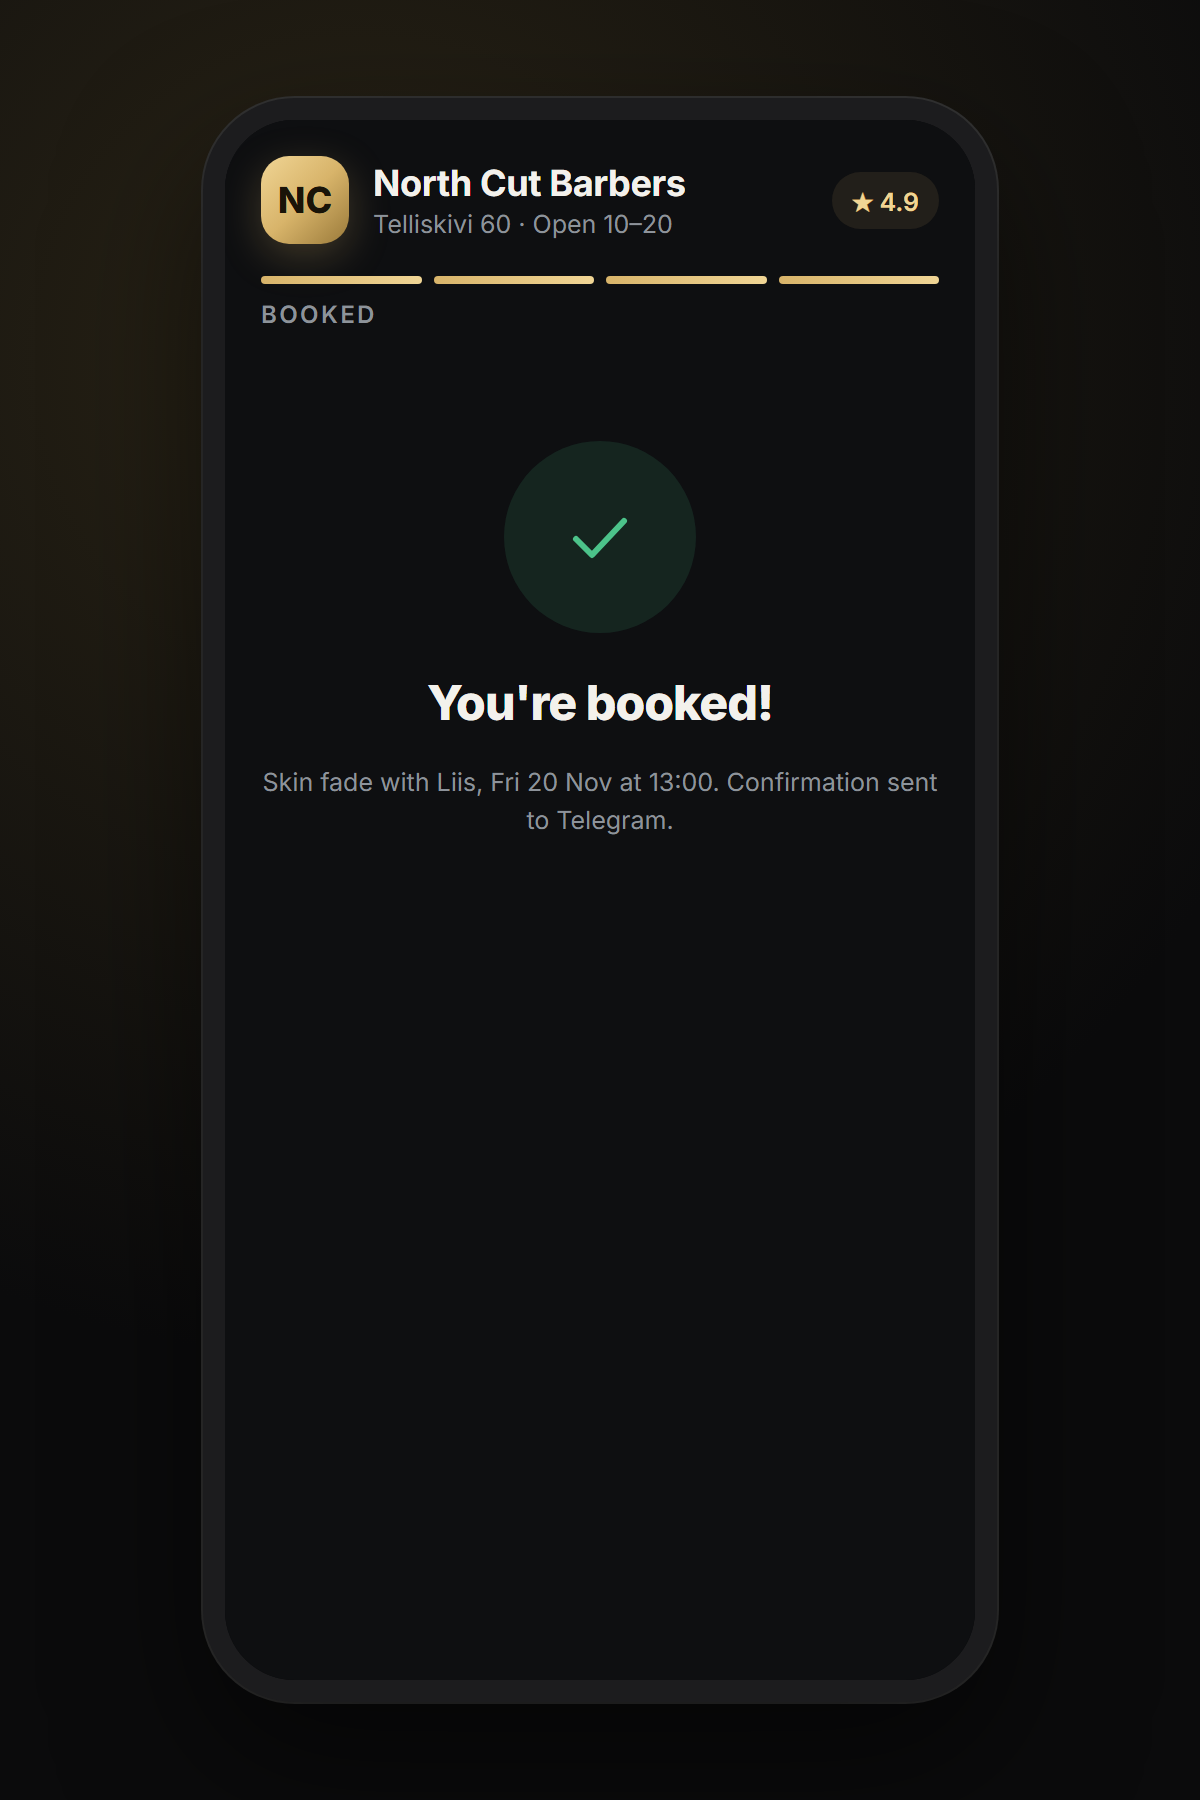 NC
North Cut Barbers
Telliskivi 60 · Open 10–20
★ 4.9
BOOKED
You're booked!
Skin fade with Liis, Fri 20 Nov at 13:00. Confirmation sent
to Telegram.